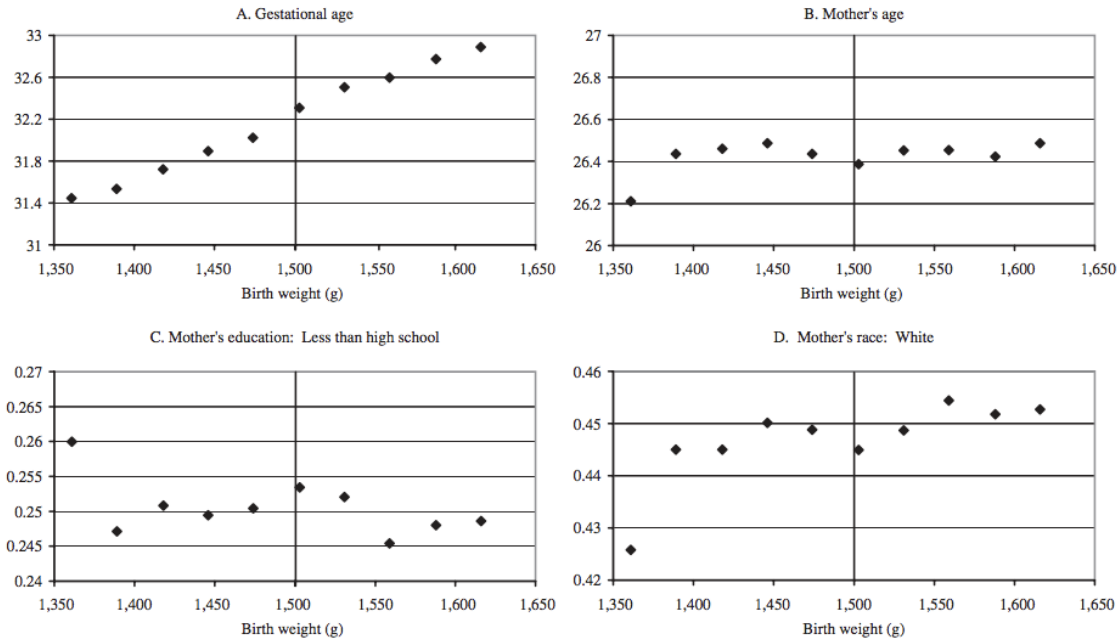 A. Gestational age
33
32.6
32.2
31.8
31.4
31
1,350 1,400 1,450 1,500 1,550 1,600 1,650
Birth weight (g)
B. Mother's age
27
26.8
26.6
26.4
26.2
26
1,350 1,400 1,450 1,500 1,550 1,600 1,650
Birth weight (g)
C. Mother's education: Less than high school
0.27
0.265
0.26
0.255
0.25
0.245
0.24
1,350 1,400 1,450 1,500 1,550 1,600 1,650
Birth weight (g)
D. Mother's race: White
0.46
0.45
0.44
0.43
0.42
1,350 1,400 1,450 1,500 1,550 1,600 1,650
Birth weight (g)